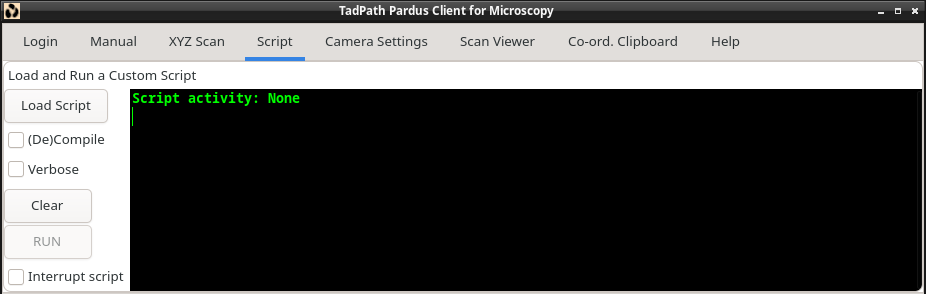 TadPath Pardus Client for Microscopy
Login Manual XYZ Scan Script Camera Settings Scan Viewer Co-ord. Clipboard Help
Load and Run a Custom Script
Load Script
Script activity: None
(De)Compile
Verbose
Clear
RUN
Interrupt script